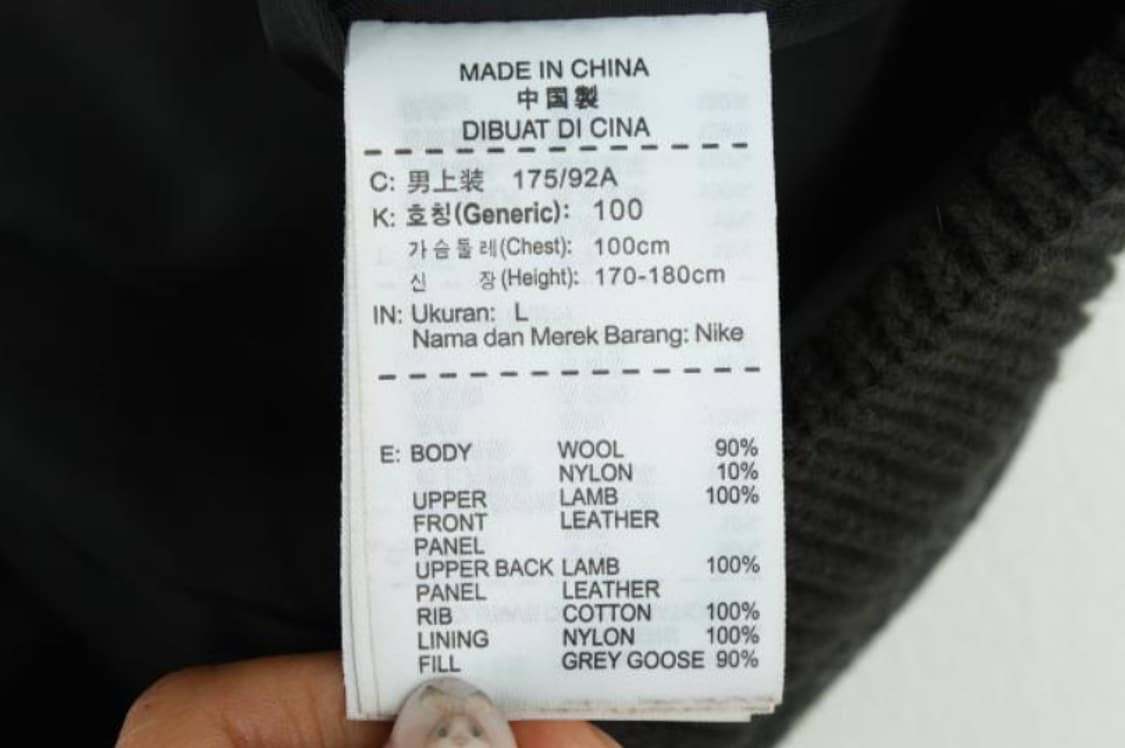 MADE IN CHINA
中国製
DIBUAT DI CINA
C: 男上装 175/92A
K: 호칭(Generic): 100
가슴둘레(Chest): 100cm
신 장(Height): 170-180cm
IN: Ukuran: L
Nama dan Merek Barang: Nike
E: BODY WOOL 90%
NYLON 10%
UPPER LAMB 100%
FRONT LEATHER
PANEL
UPPER BACK LAMB 100%
PANEL LEATHER
RIB COTTON 100%
LINING NYLON 100%
FILL GREY GOOSE 90%